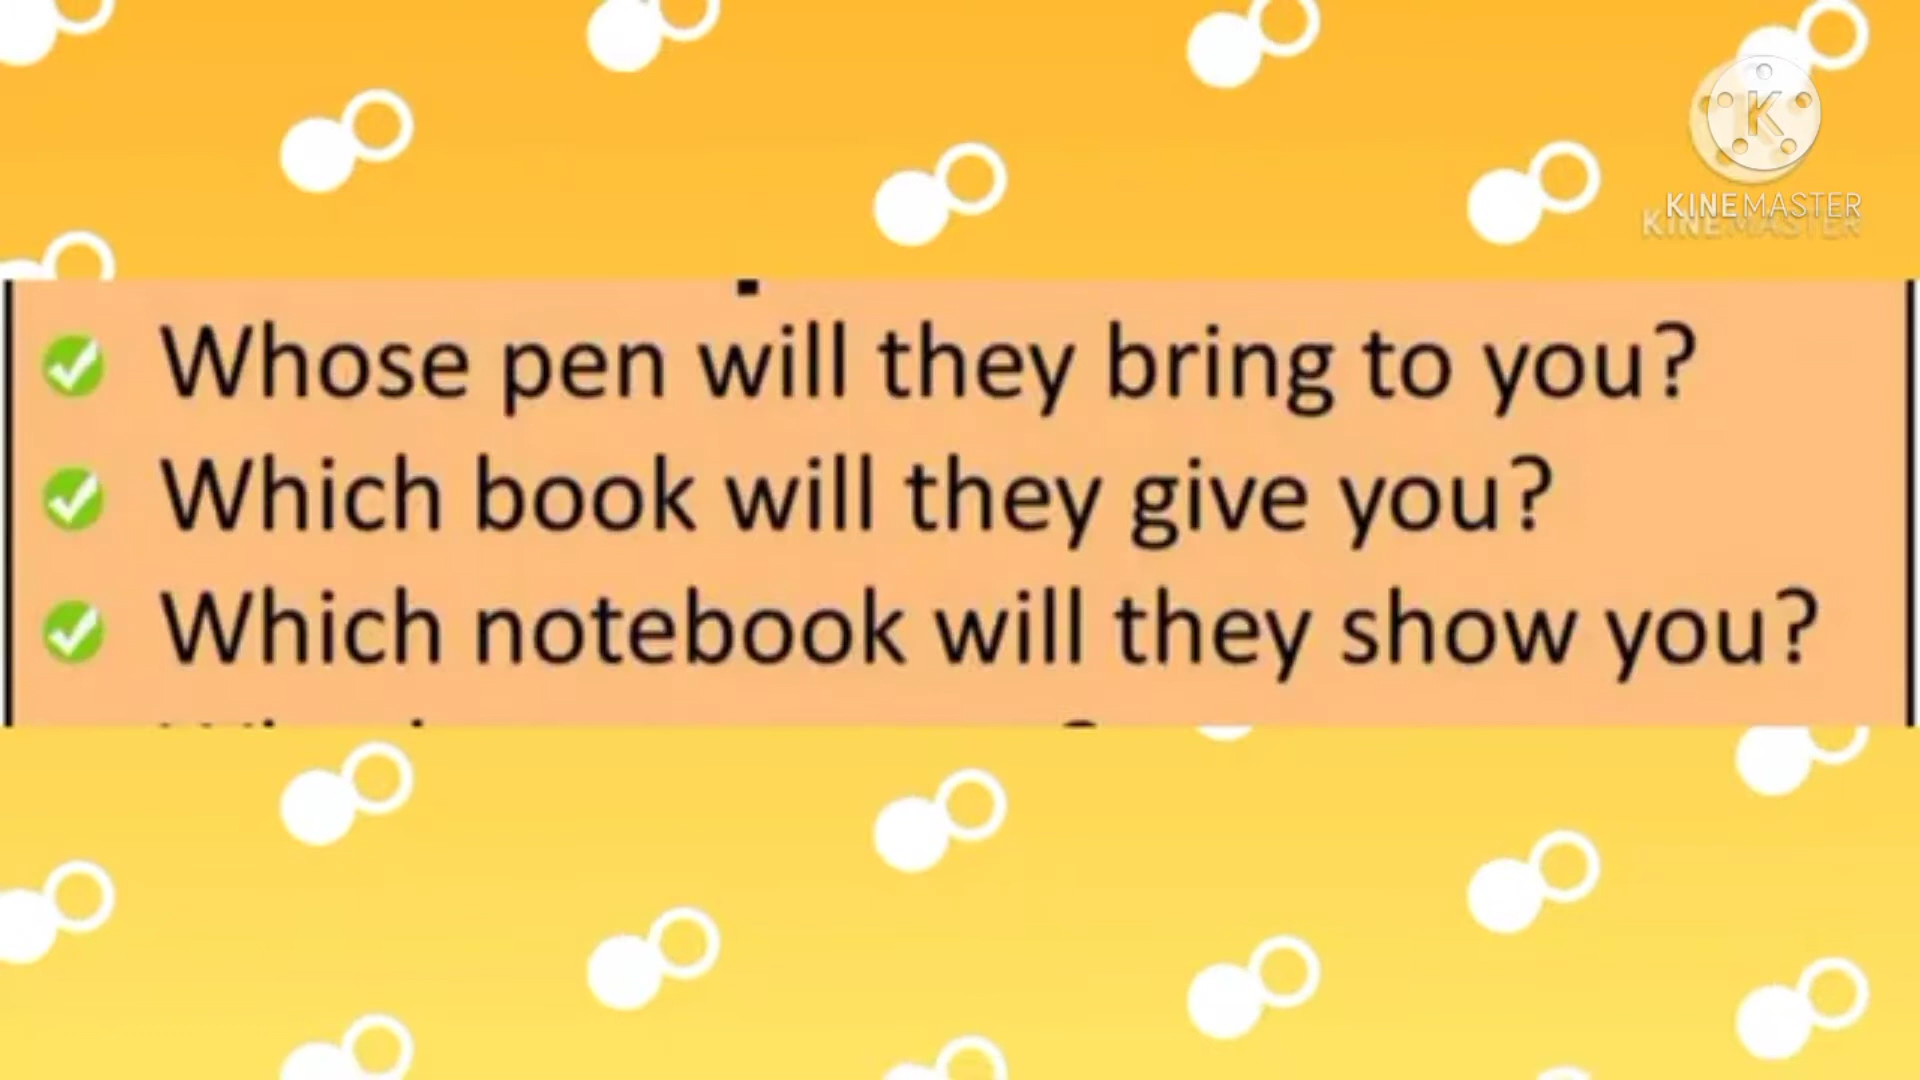 KINEMASTER
Whose pen will they bring to you?
Which book will they give you?
Which notebook will they show you?